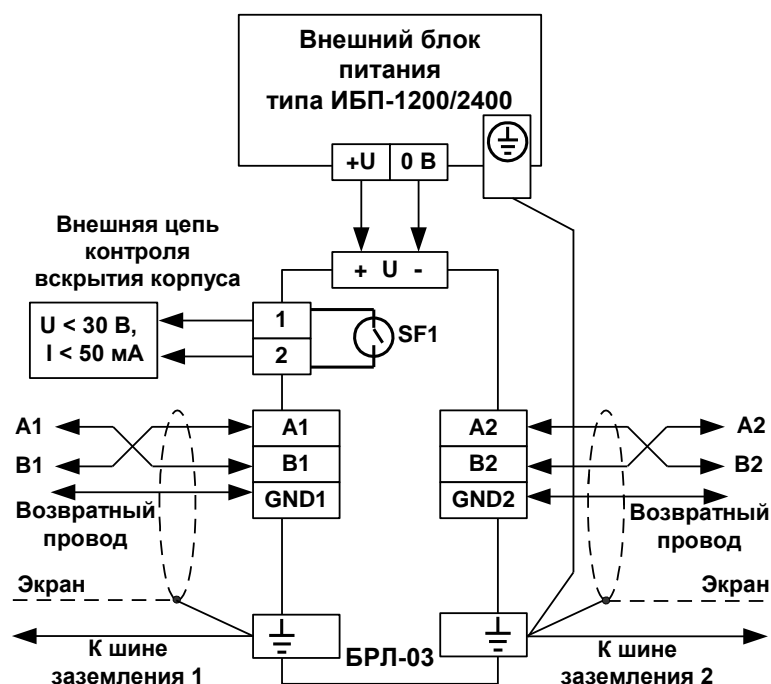 Внешний блок
питания
типа ИБП-1200/2400
+U
0 В
Внешняя цепь
контроля
вскрытия корпуса
+ U -
U < 30 В,
I < 50 мА
1
2
SF1
A1
B1
A1
B1
GND1
Возвратный
провод
A2
B2
GND2
A2
B2
Возвратный
провод
Экран
Экран
БРЛ-03
К шине
заземления 1
К шине
заземления 2